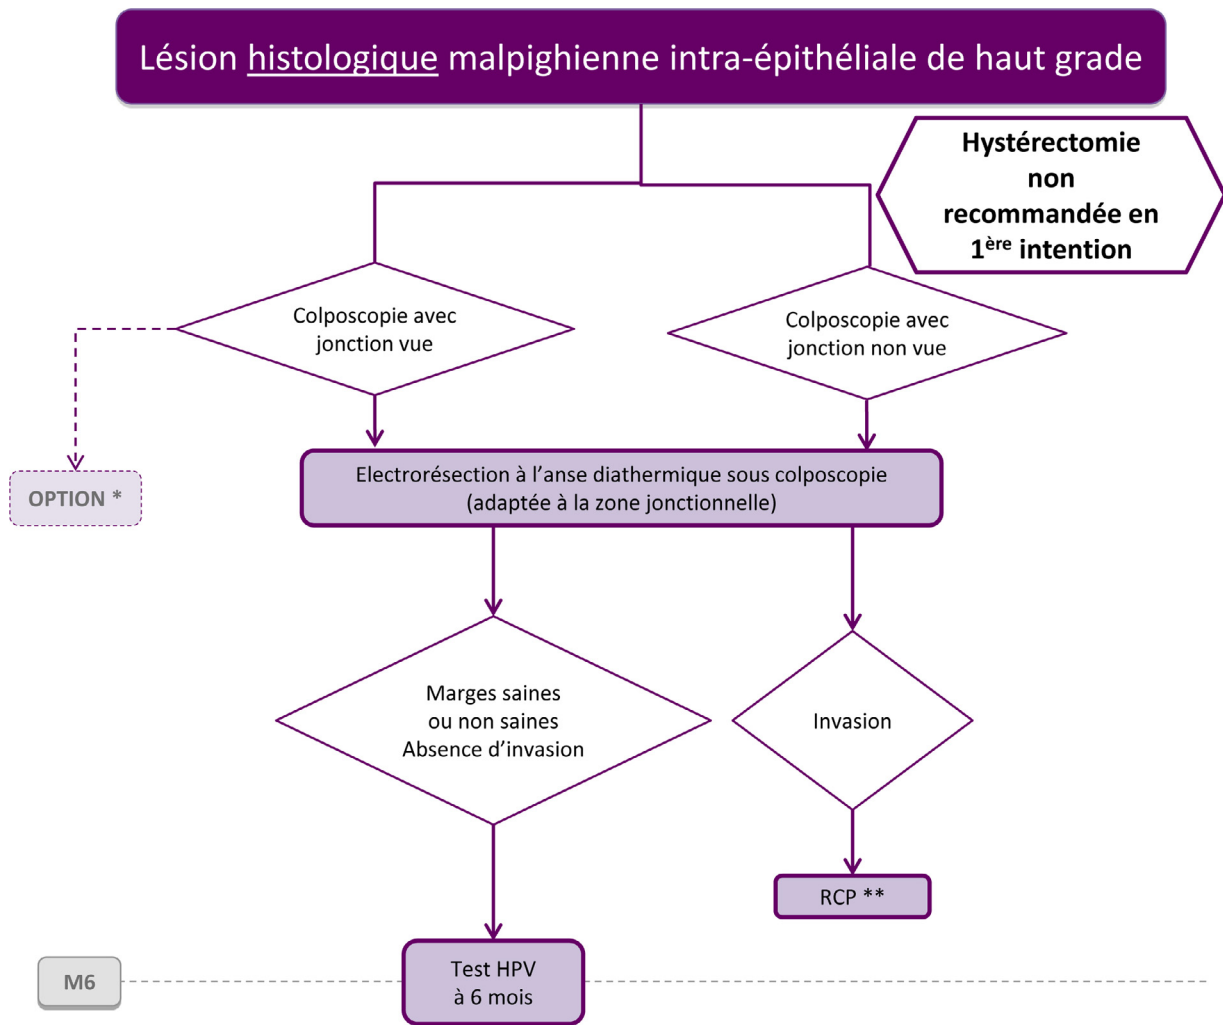 Lésion histologique malpighienne intra-épithéliale de haut grade
Hystérectomie
non
recommandée en
1ère intention
Colposcopie avec
jonction vue
Colposcopie avec
jonction non vue
OPTION *
Electrorésection à l’anse diathermique sous colposcopie
(adaptée à la zone jonctionnelle)
Marges saines
ou non saines
Absence d’invasion
Invasion
RCP **
M6
Test HPV
à 6 mois